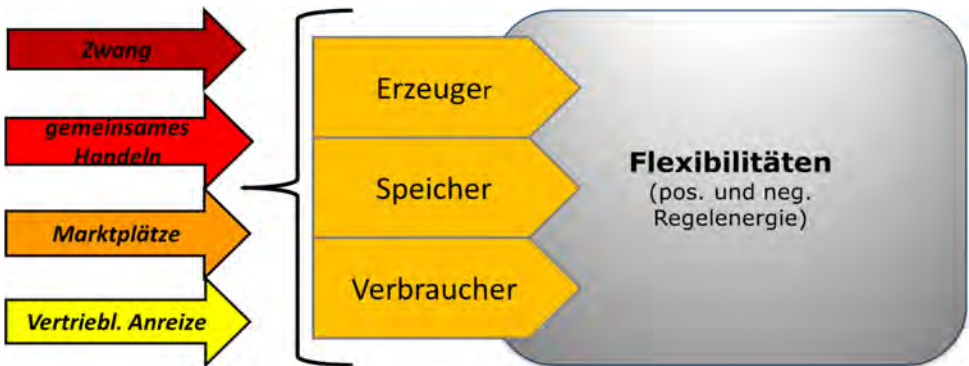 Zwang
gemeinsames
Handeln
Marktplätze
Vertriebl. Anreize
Erzeuger
Speicher
Verbraucher
Flexibilitäten
(pos. und neg.
Regelenergie)